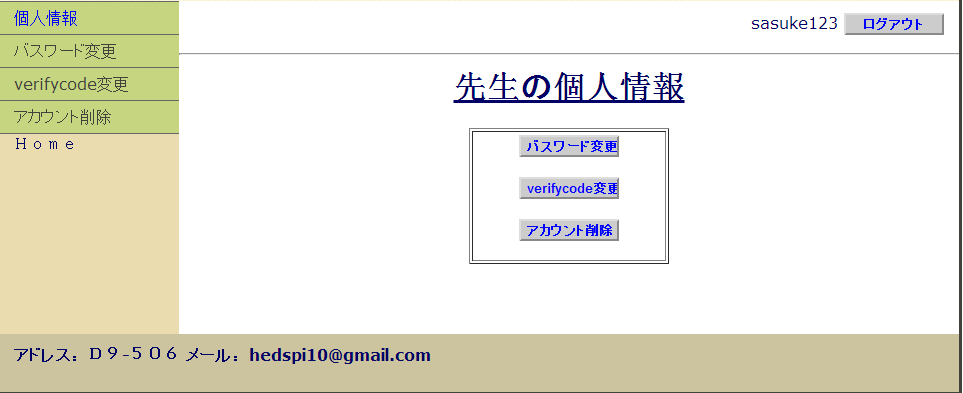 個人情報
パスワード変更
verifycode変更
アカウント削除
Ｈｏｍｅ
sasuke123 ログアウト
先生の個人情報
パスワード変更
verifycode変更
アカウント削除
アドレス：Ｄ９-５０６ メール：hedspi10@gmail.com